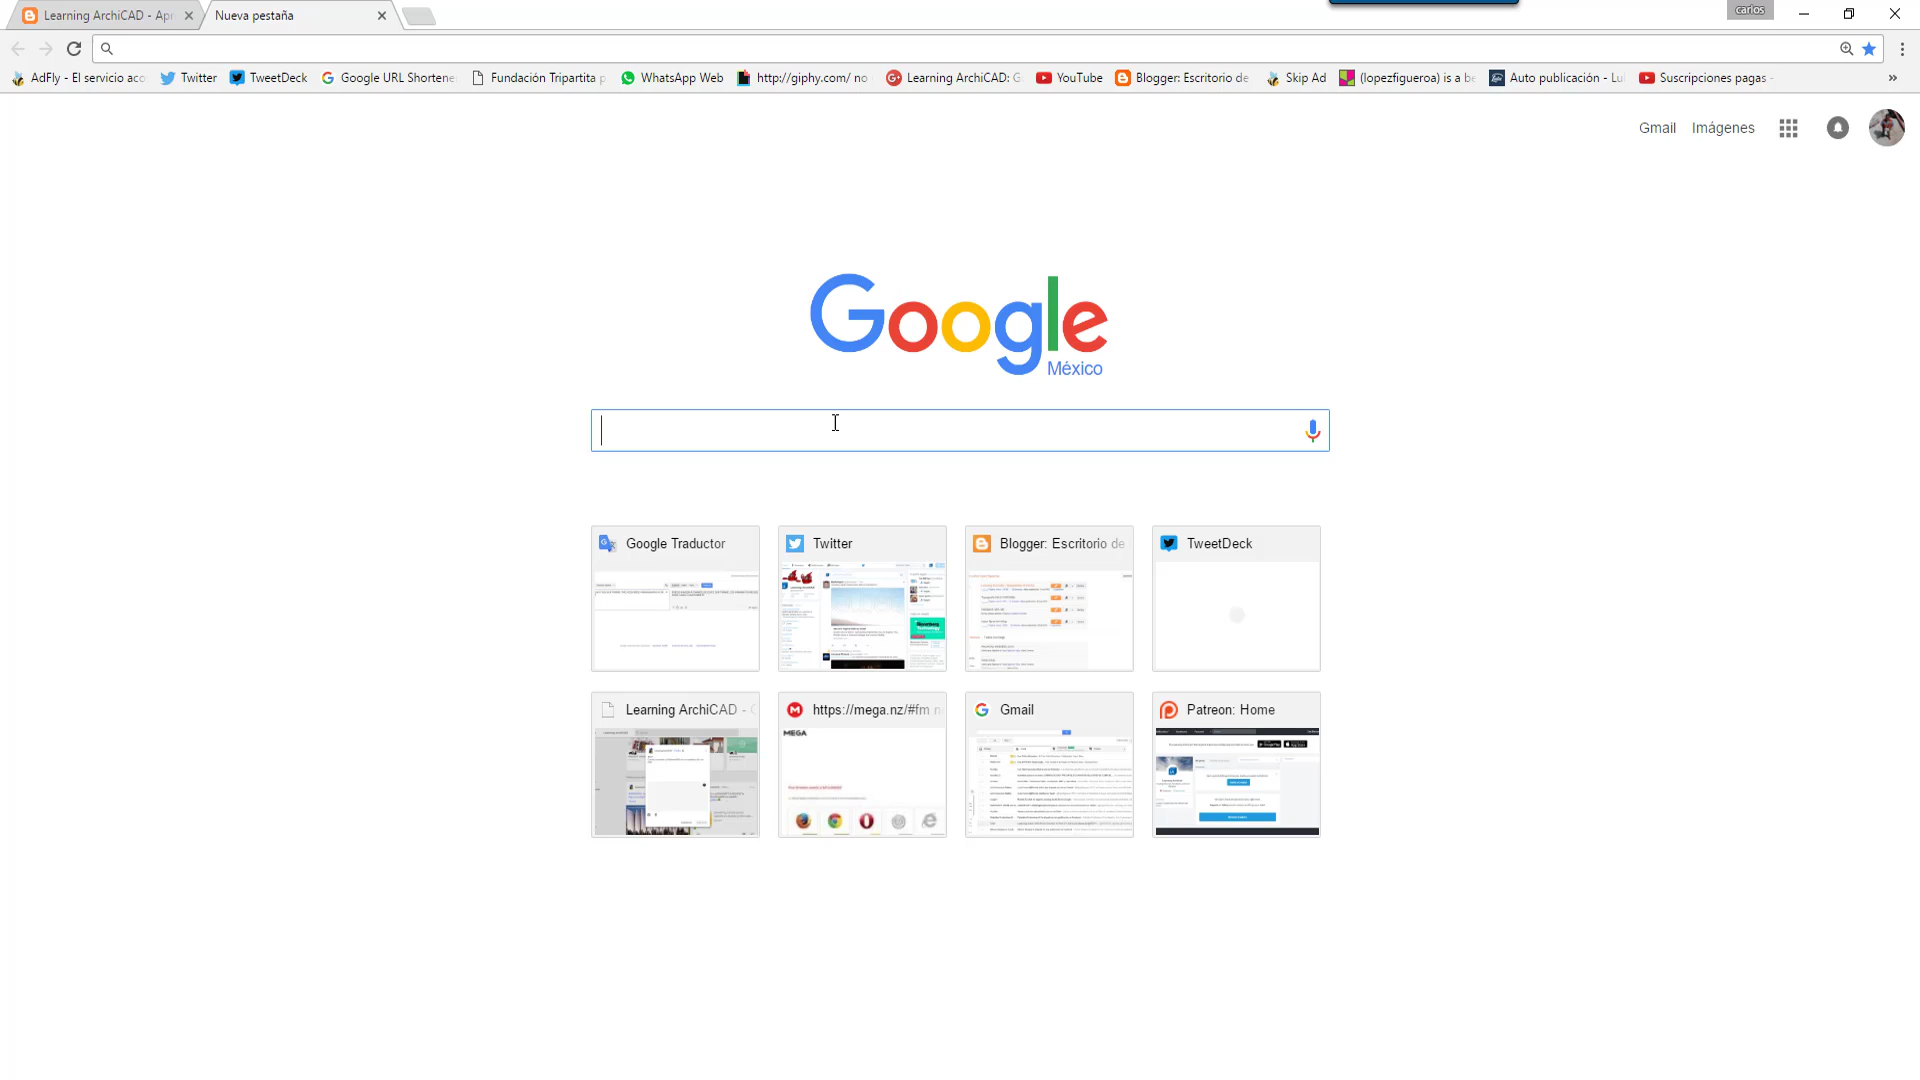 Learning ArchiCAD - Apr
Nueva pestaña
carlos
AdFly - El servicio aco
Twitter
TweetDeck
Google URL Shortene
Fundación Tripartita p
WhatsApp Web
http://giphy.com/ no
Learning ArchiCAD: G
YouTube
Blogger: Escritorio de
Skip Ad
(lopezfigueroa) is a be
Auto publicación - Lu
Suscripciones pagas -
»
Gmail
Imágenes
Google
México
Google Traductor
Twitter
Blogger: Escritorio de
TweetDeck
Learning ArchiCAD -
https://mega.nz/#fm
Gmail
Patreon: Home
MEGA